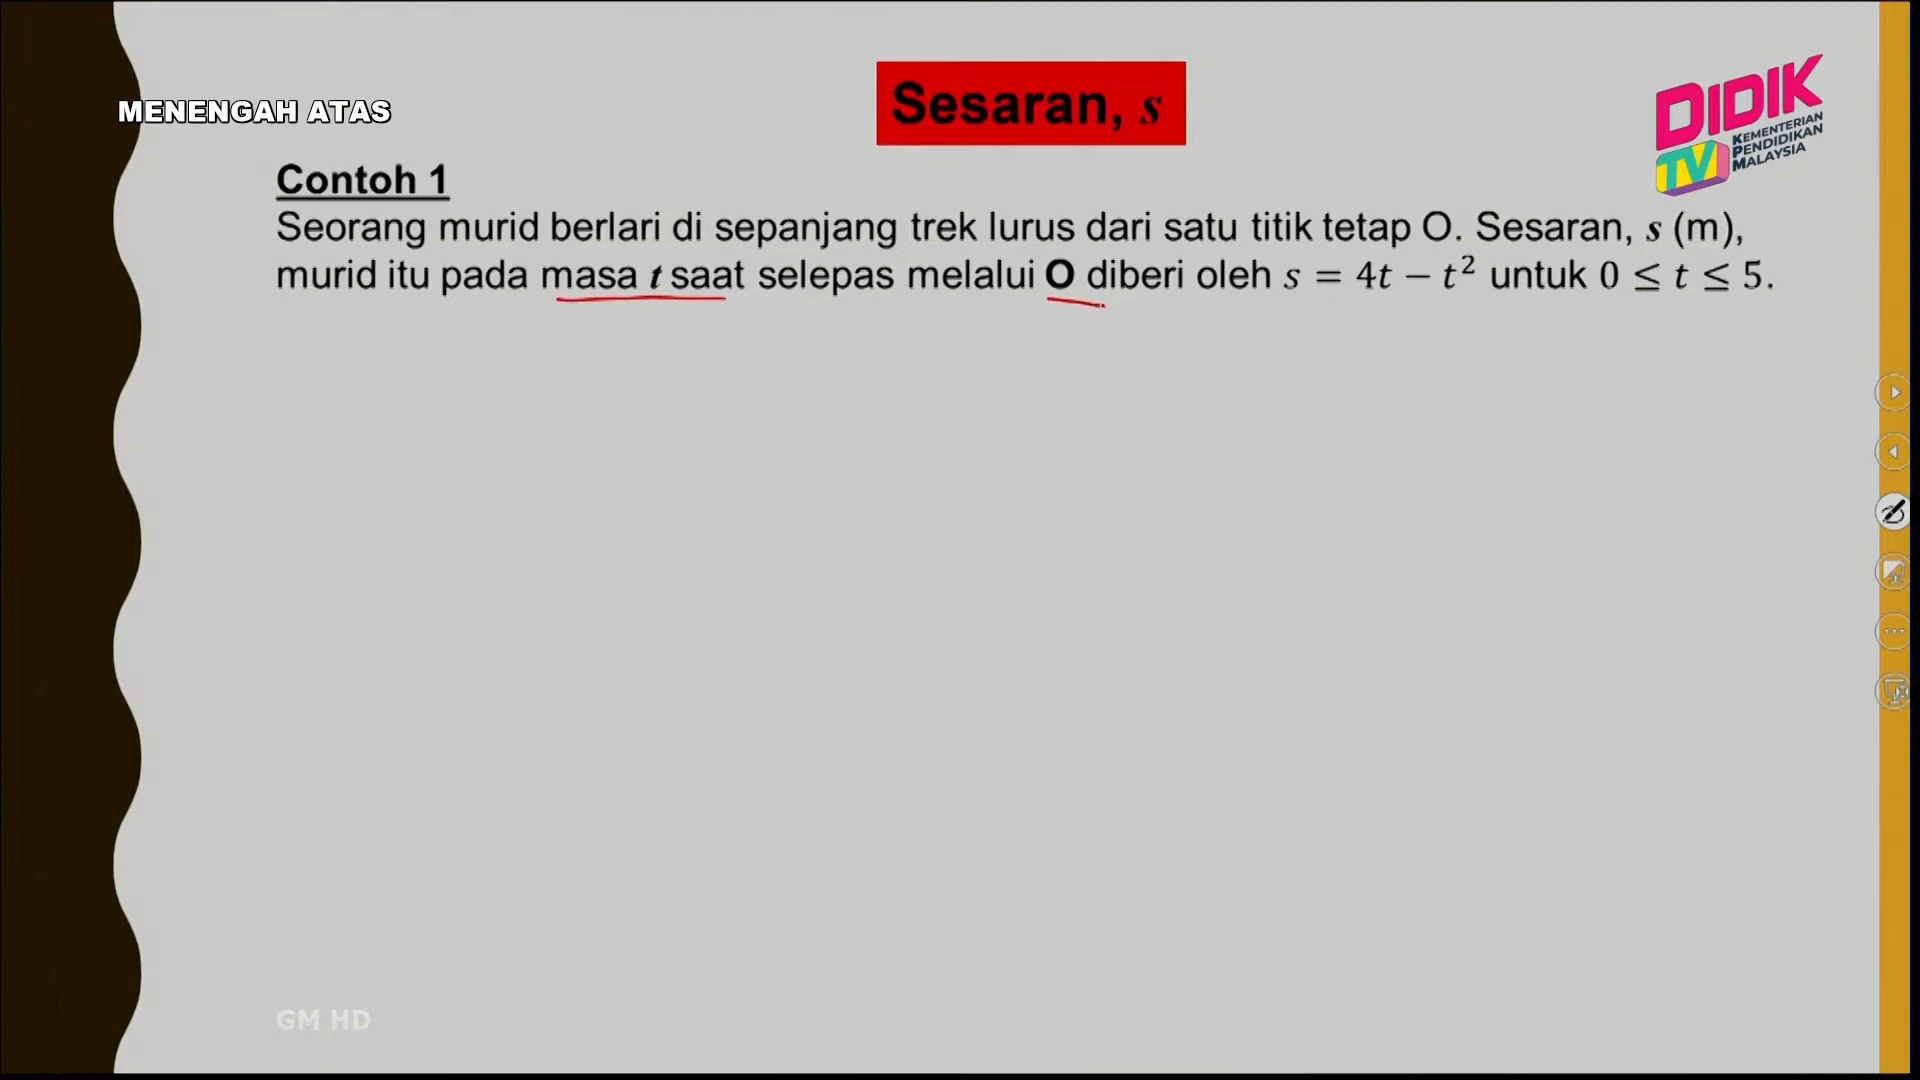 MENENGAH ATAS
Sesaran, s
DIDIK
TV
KEMENTERIAN
PENDIDIKAN
MALAYSIA
Contoh 1
Seorang murid berlari di sepanjang trek lurus dari satu titik tetap O. Sesaran, s (m),
murid itu pada masa t saat selepas melalui O diberi oleh s = 4t − t² untuk 0 ≤ t ≤ 5.
GM HD